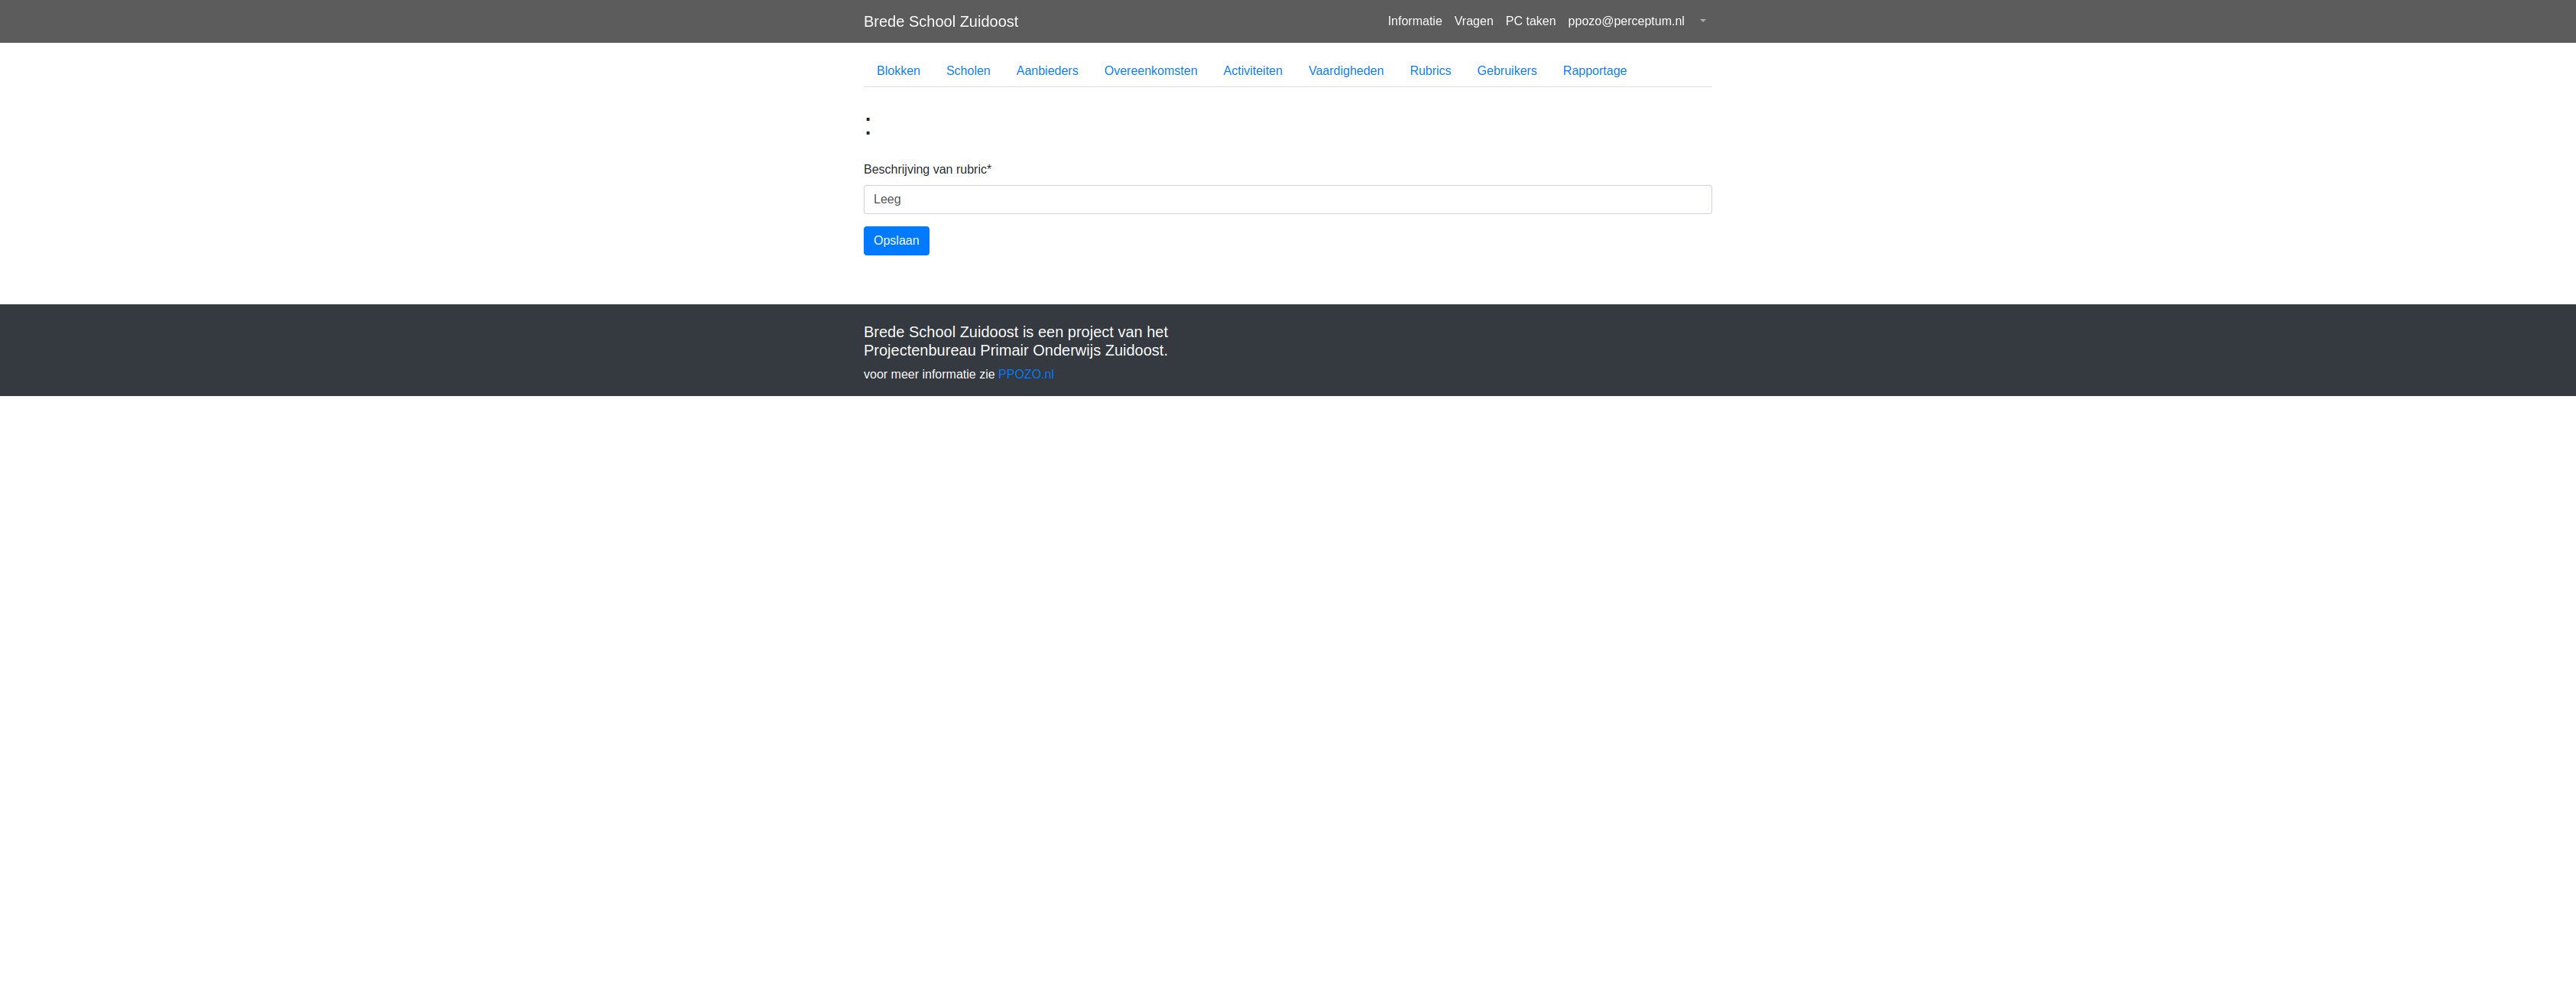 Brede School Zuidoost Informatie Vragen PC taken ppozo@perceptum.nl
Blokken Scholen Aanbieders Overeenkomsten Activiteiten Vaardigheden Rubrics Gebruikers Rapportage
:
Beschrijving van rubric*
Leeg
Opslaan
Brede School Zuidoost is een project van het
Projectenbureau Primair Onderwijs Zuidoost.
voor meer informatie zie PPOZO.nl